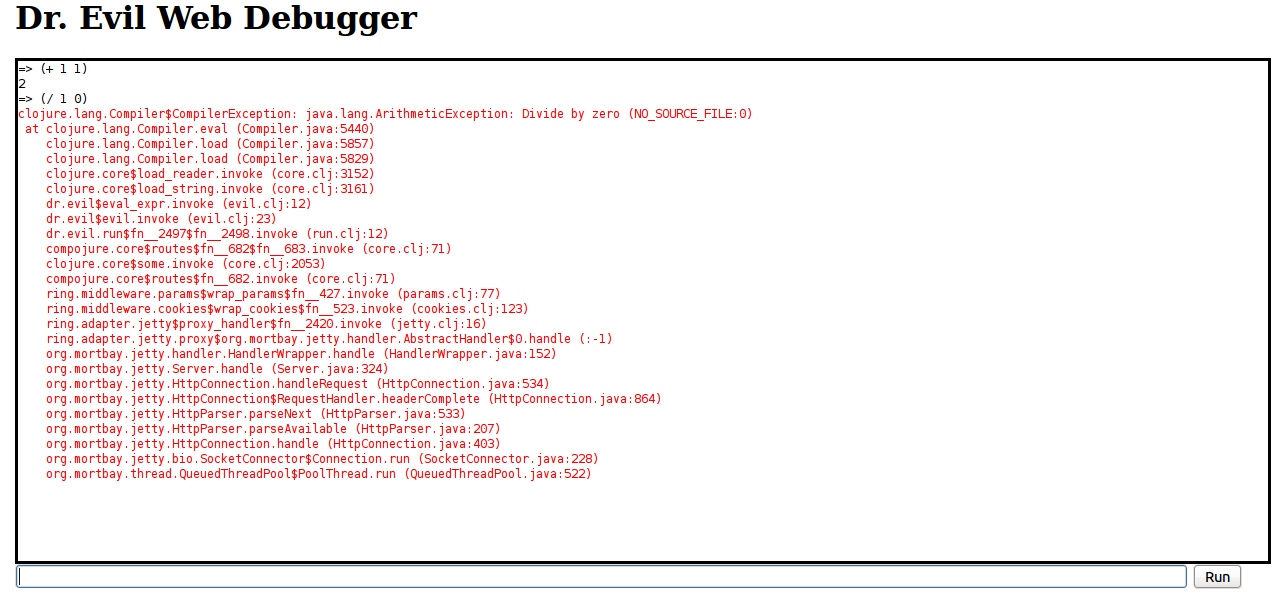 Dr. Evil Web Debugger
=> (+ 1 1)
2
=> (/ 1 0)
clojure.lang.Compiler$CompilerException: java.lang.ArithmeticException: Divide by zero (NO_SOURCE_FILE:0)
at clojure.lang.Compiler.eval (Compiler.java:5440)
clojure.lang.Compiler.load (Compiler.java:5857)
clojure.lang.Compiler.load (Compiler.java:5829)
clojure.core$load_reader.invoke (core.clj:3152)
clojure.core$load_string.invoke (core.clj:3161)
dr.evil$eval_expr.invoke (evil.clj:12)
dr.evil$evil.invoke (evil.clj:23)
dr.evil.run$fn__2497$fn__2498.invoke (run.clj:12)
compojure.core$routes$fn__682$fn__683.invoke (core.clj:71)
clojure.core$some.invoke (core.clj:2053)
compojure.core$routes$fn__682.invoke (core.clj:71)
ring.middleware.params$wrap_params$fn__427.invoke (params.clj:77)
ring.middleware.cookies$wrap_cookies$fn__523.invoke (cookies.clj:123)
ring.adapter.jetty$proxy_handler$fn__2420.invoke (jetty.clj:16)
ring.adapter.jetty.proxy$org.mortbay.jetty.handler.AbstractHandler$0.handle (:-1)
org.mortbay.jetty.handler.HandlerWrapper.handle (HandlerWrapper.java:152)
org.mortbay.jetty.Server.handle (Server.java:324)
org.mortbay.jetty.HttpConnection.handleRequest (HttpConnection.java:534)
org.mortbay.jetty.HttpConnection$RequestHandler.headerComplete (HttpConnection.java:864)
org.mortbay.jetty.HttpParser.parseNext (HttpParser.java:533)
org.mortbay.jetty.HttpParser.parseAvailable (HttpParser.java:207)
org.mortbay.jetty.HttpConnection.handle (HttpConnection.java:403)
org.mortbay.jetty.bio.SocketConnector$Connection.run (SocketConnector.java:228)
org.mortbay.thread.QueuedThreadPool$PoolThread.run (QueuedThreadPool.java:522)
Run